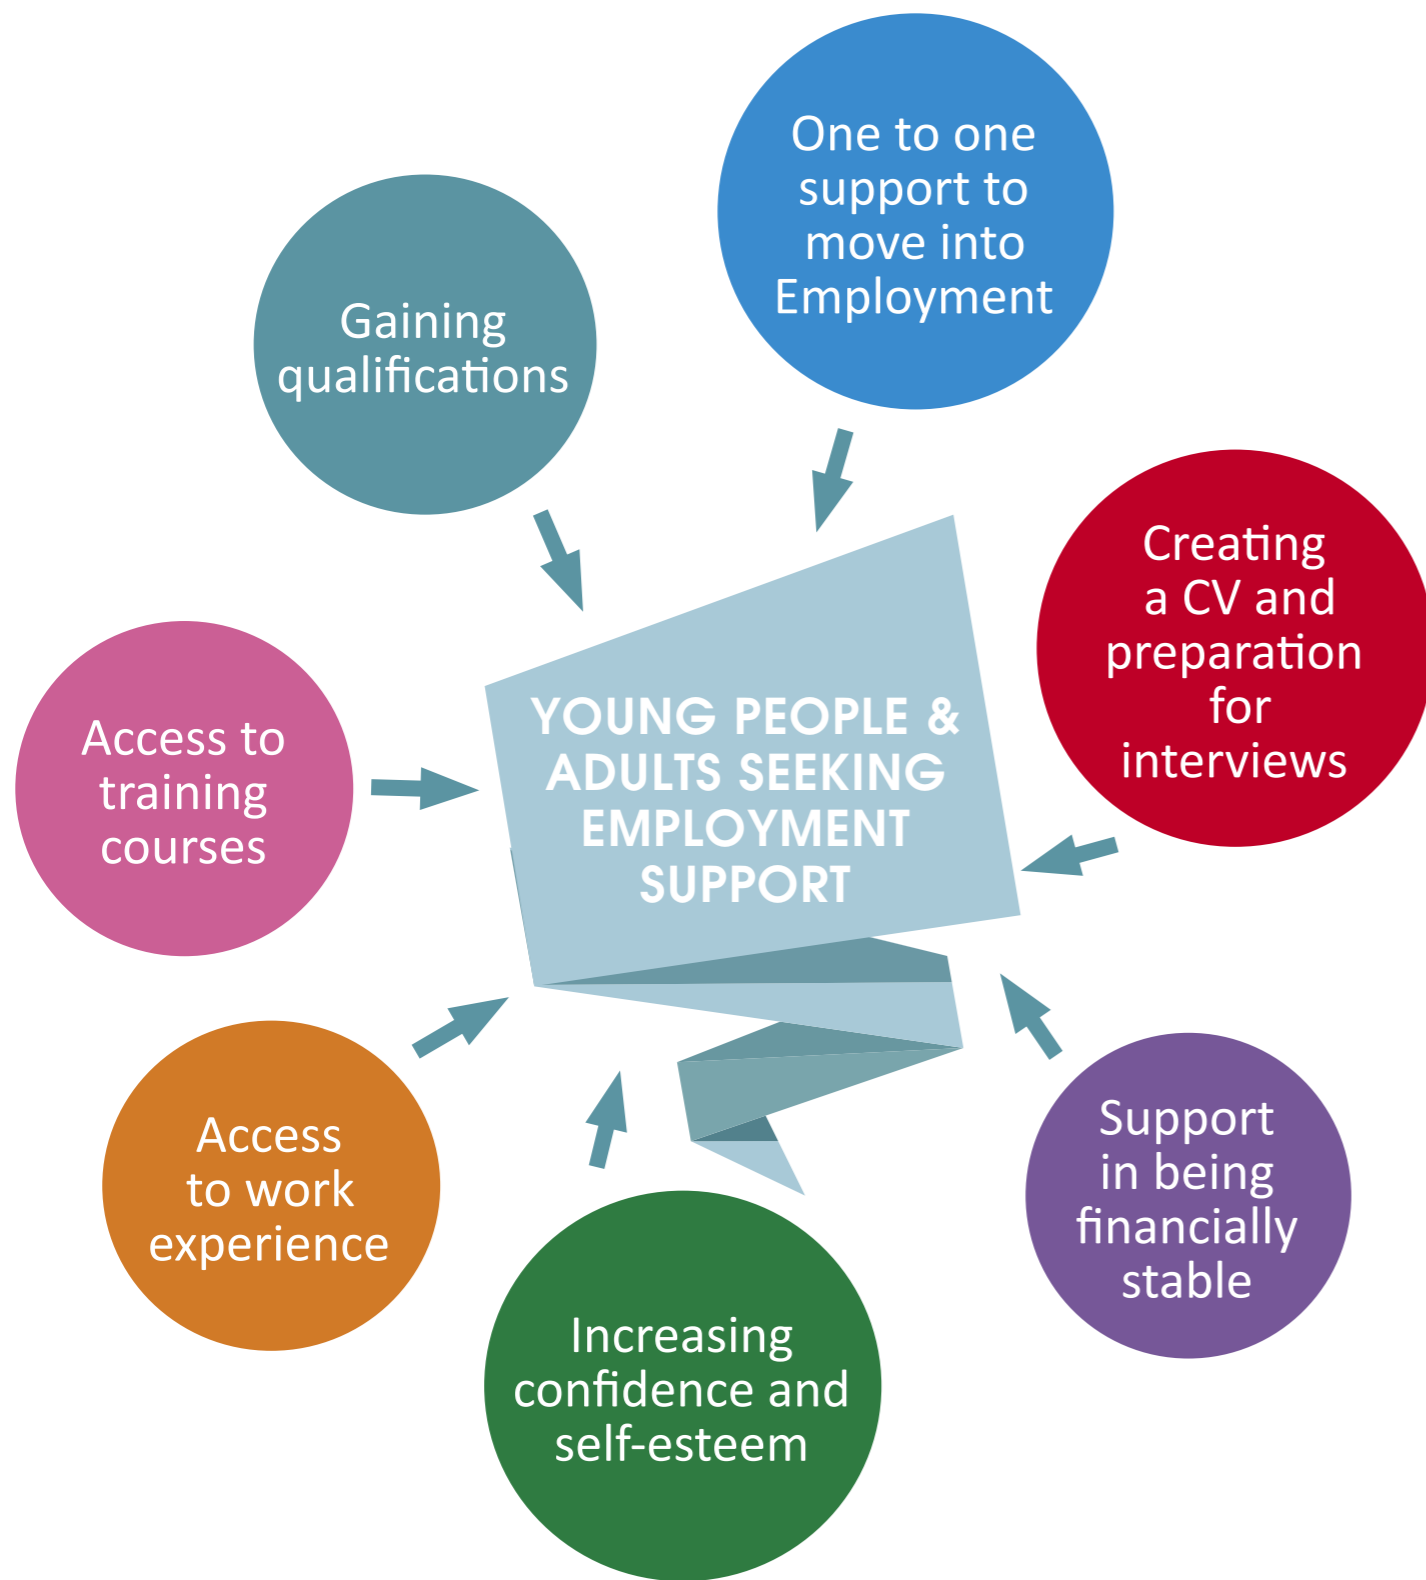 One to one
support to
move into
Employment
Gaining
qualifications
Creating
a CV and
preparation
for
interviews
YOUNG PEOPLE &
ADULTS SEEKING
EMPLOYMENT
SUPPORT
Access to
training
courses
Support
in being
financially
stable
Access
to work
experience
Increasing
confidence and
self-esteem